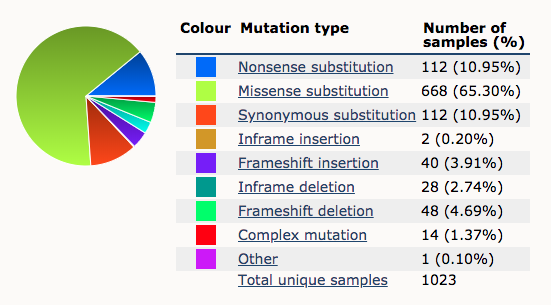 Colour Mutation type Number of
samples (%)
Nonsense substitution 112 (10.95%)
Missense substitution 668 (65.30%)
Synonymous substitution 112 (10.95%)
Inframe insertion 2 (0.20%)
Frameshift insertion 40 (3.91%)
Inframe deletion 28 (2.74%)
Frameshift deletion 48 (4.69%)
Complex mutation 14 (1.37%)
Other 1 (0.10%)
Total unique samples 1023